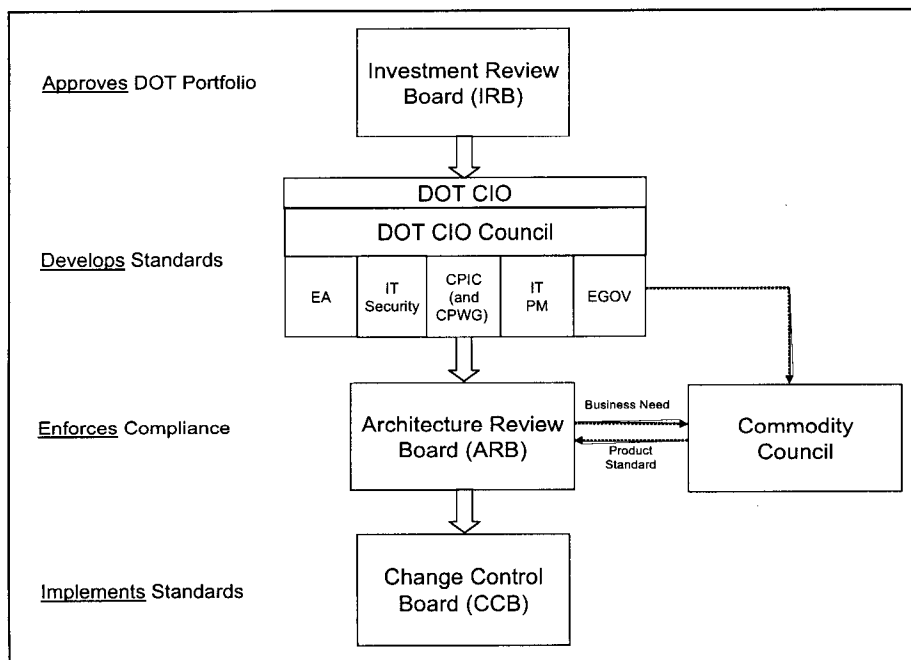 Approves DOT Portfolio
Investment Review
Board (IRB)
DOT CIO
DOT CIO Council
Develops Standards
EA
IT
Security
CPIC
(and
CPWG)
IT
PM
EGOV
Enforces Compliance
Architecture Review
Board (ARB)
Business Need
Product
Standard
Commodity
Council
Implements Standards
Change Control
Board (CCB)